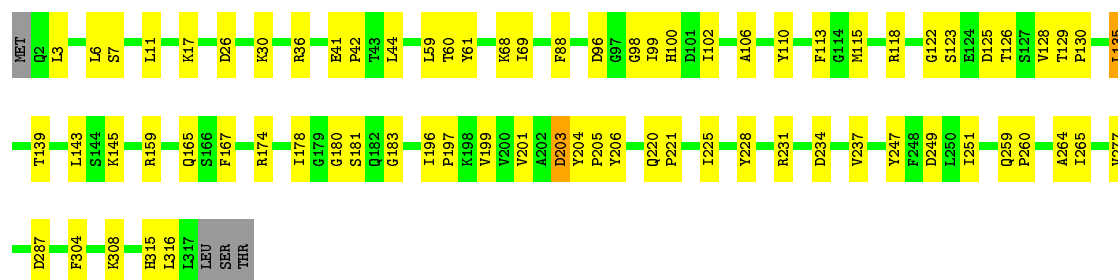 MET Q2 L3 L6 S7 L11 K17 D26 K30 R36 E41 P42 T43 L44 L59 T60 Y61 K68 I69 F88 D96 G97 G98 I99 H100 D101 I102 A106 Y110 F113 G114 M115 R118 G122 S123 E124 D125 T126 S127 V128 T129 P130 L135
T139 L143 S144 K145 R159 Q165 S166 F167 R174 I178 G179 G180 S181 Q182 G183 I196 P197 K198 V199 V200 V201 A202 D203 Y204 P205 Y206 Q220 P221 I225 Y228 R231 D234 V237 Y247 F248 D249 L250 I251 Q259 P260 A264 L265
D287 F304 K308 H315 L316 L317 LEU SER THR